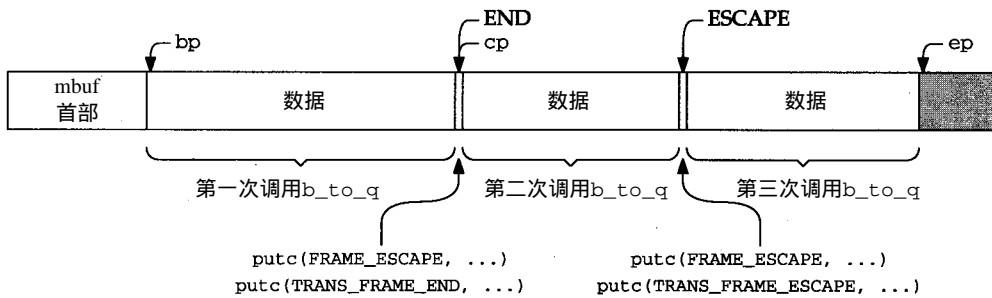 END
ESCAPE
bp
cp
ep
mbuf
首部
数据
数据
数据
第一次调用b_to_q
第二次调用b_to_q
第三次调用b_to_q
putc(FRAME_ESCAPE, ...)
putc(TRANS_FRAME_END, ...)
putc(FRAME_ESCAPE, ...)
putc(TRANS_FRAME_ESCAPE, ...)